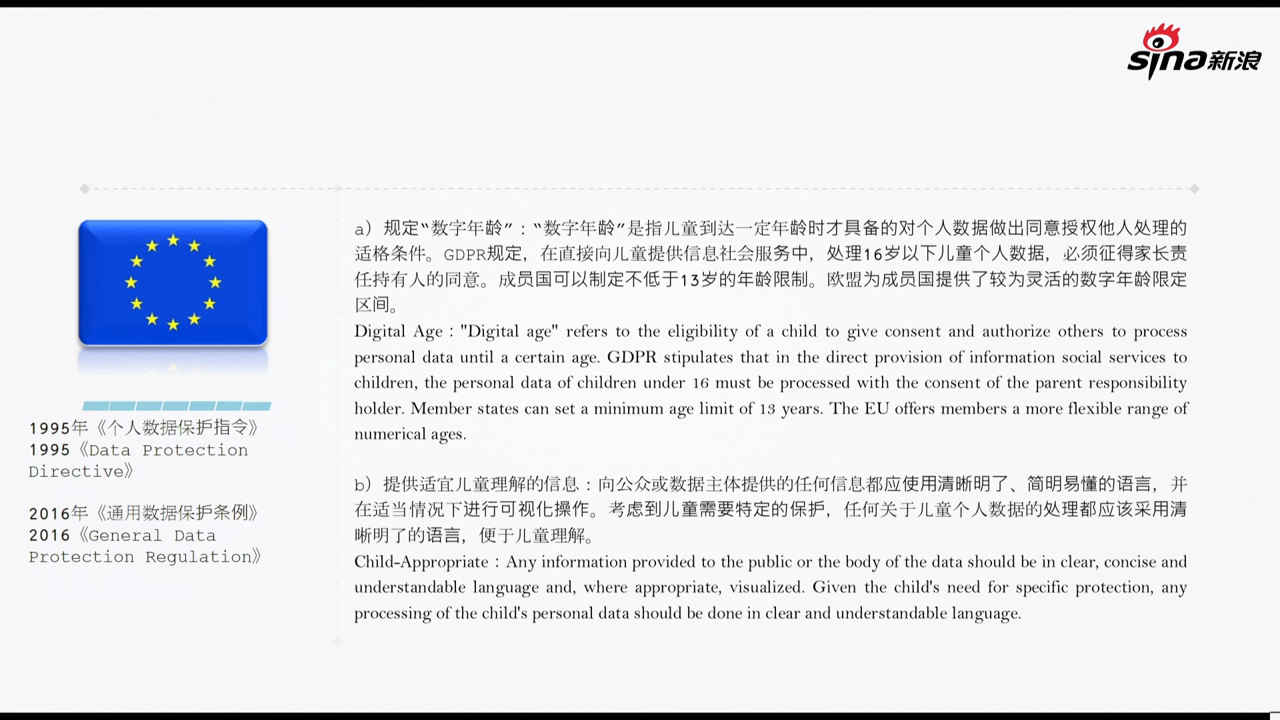 sina新浪
1995年《个人数据保护指令》
1995《Data Protection
Directive》
2016年《通用数据保护条例》
2016《General Data
Protection Regulation》
a）规定“数字年龄”：“数字年龄”是指儿童到达一定年龄时才具备的对个人数据做出同意授权他人处理的
适格条件。GDPR规定，在直接向儿童提供信息社会服务中，处理16岁以下儿童个人数据，必须征得家长责
任持有人的同意。成员国可以制定不低于13岁的年龄限制。欧盟为成员国提供了较为灵活的数字年龄限定
区间。
Digital Age："Digital age" refers to the eligibility of a child to give consent and authorize others to process
personal data until a certain age. GDPR stipulates that in the direct provision of information social services to
children, the personal data of children under 16 must be processed with the consent of the parent responsibility
holder. Member states can set a minimum age limit of 13 years. The EU offers members a more flexible range of
numerical ages.
b）提供适宜儿童理解的信息：向公众或数据主体提供的任何信息都应使用清晰明了、简明易懂的语言，并
在适当情况下进行可视化操作。考虑到儿童需要特定的保护，任何关于儿童个人数据的处理都应该采用清
晰明了的语言，便于儿童理解。
Child-Appropriate：Any information provided to the public or the body of the data should be in clear, concise and
understandable language and, where appropriate, visualized. Given the child's need for specific protection, any
processing of the child's personal data should be done in clear and understandable language.